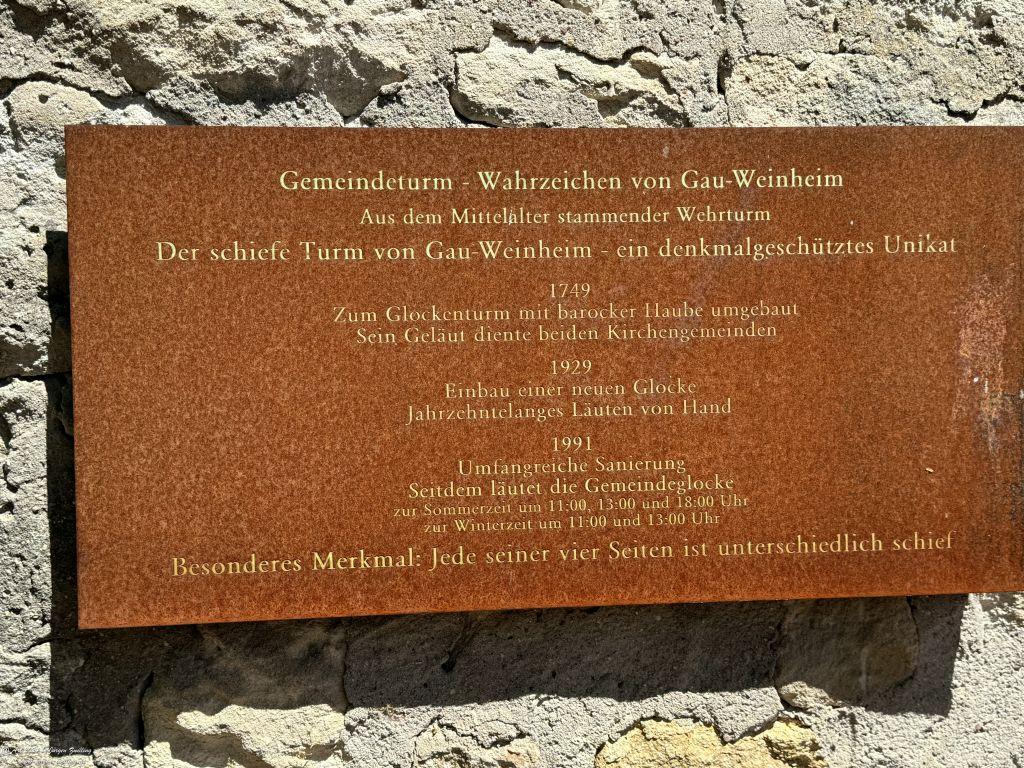 Gemeindeturm - Wahrzeichen von Gau-Weinheim
Aus dem Mittelalter stammender Wehrturm
Der schiefe Turm von Gau-Weinheim - ein denkmalgeschütztes Unikat
1749
Zum Glockenturm mit barocker Haube umgebaut
Sein Geläut diente beiden Kirchengemeinden
1929
Einbau einer neuen Glocke
Jahrzehntelanges Läuten von Hand
1991
Umfangreiche Sanierung
Seitdem läutet die Gemeindeglocke
zur Sommerzeit um 11:00, 13:00 und 18:00 Uhr
zur Winterzeit um 11:00 und 13:00 Uhr
Besonderes Merkmal: Jede seiner vier Seiten ist unterschiedlich schief